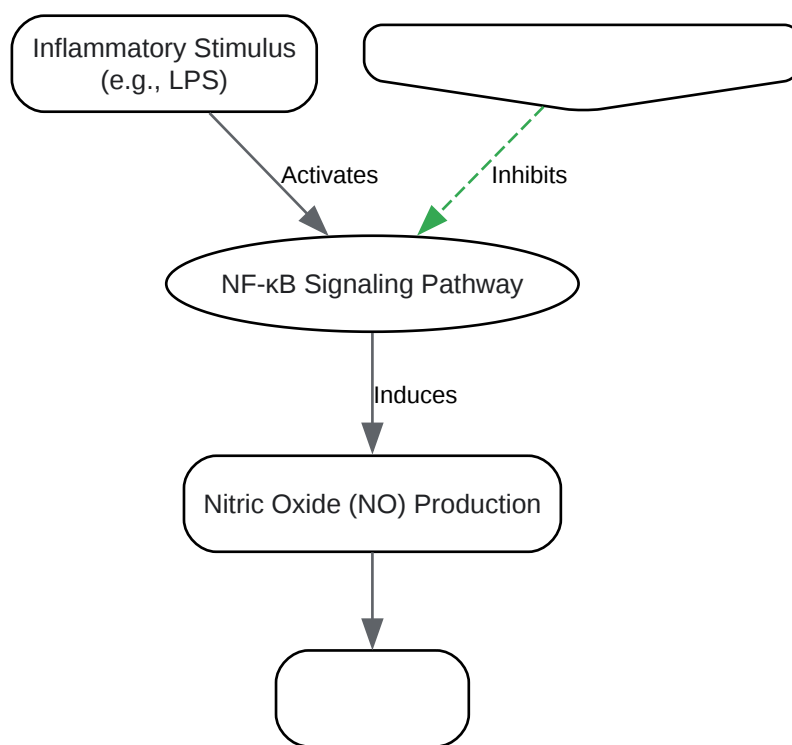 Inflammatory Stimulus
(e.g., LPS)
Activates
Inhibits
NF-κB Signaling Pathway
Induces
Nitric Oxide (NO) Production